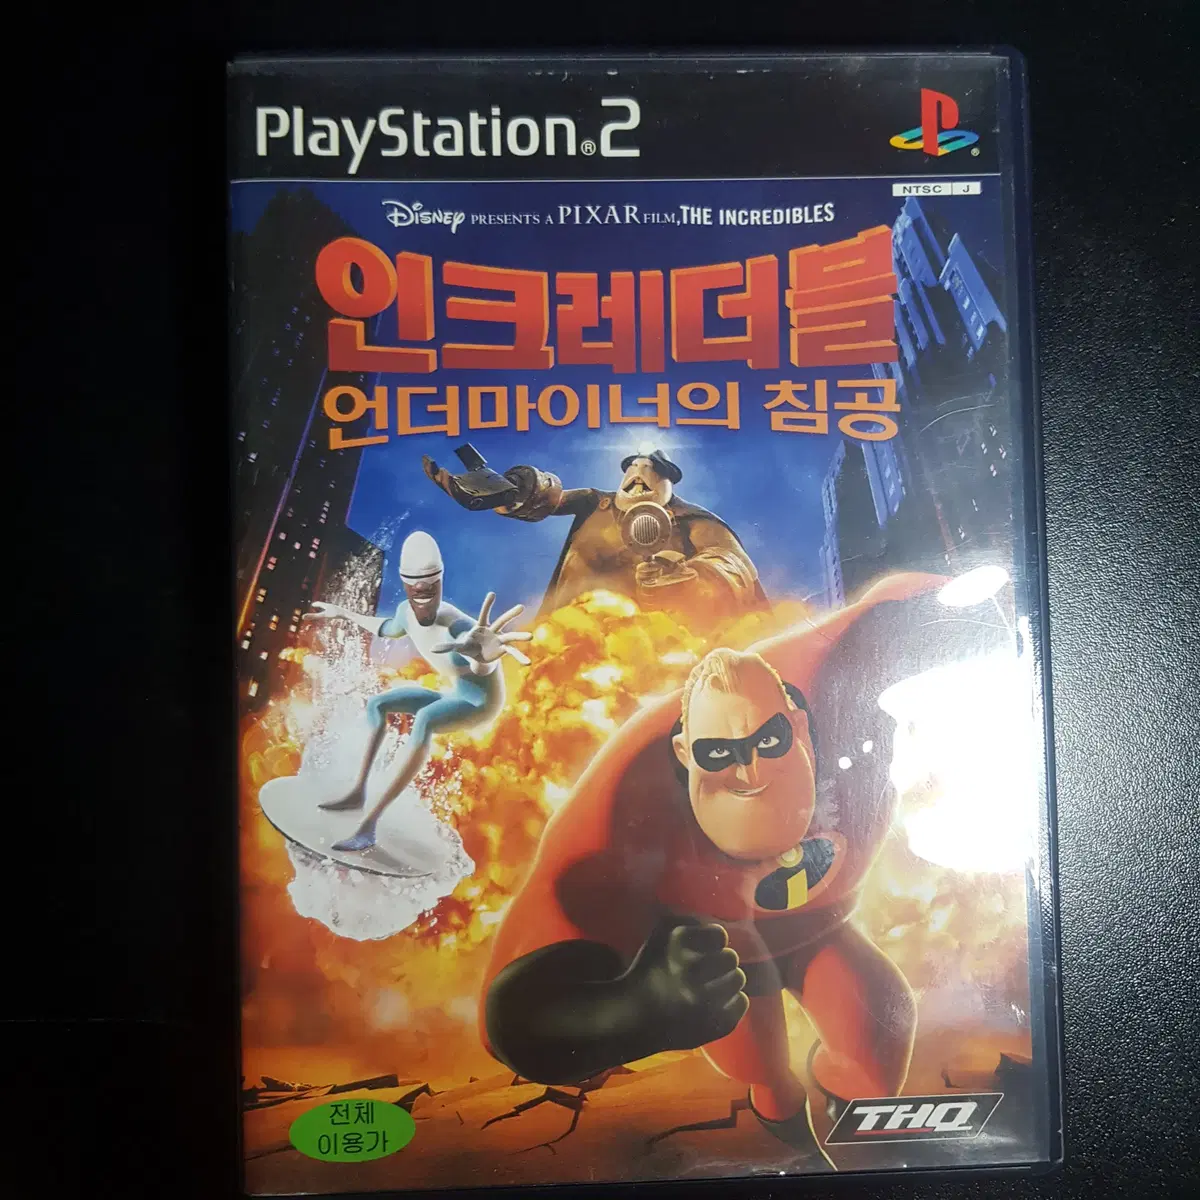 PlayStation®2
NTSC J
Disney PRESENTS A PIXAR FILM, THE INCREDIBLES
인크레더블
언더마이너의 침공
i
전체
이용가
THQ